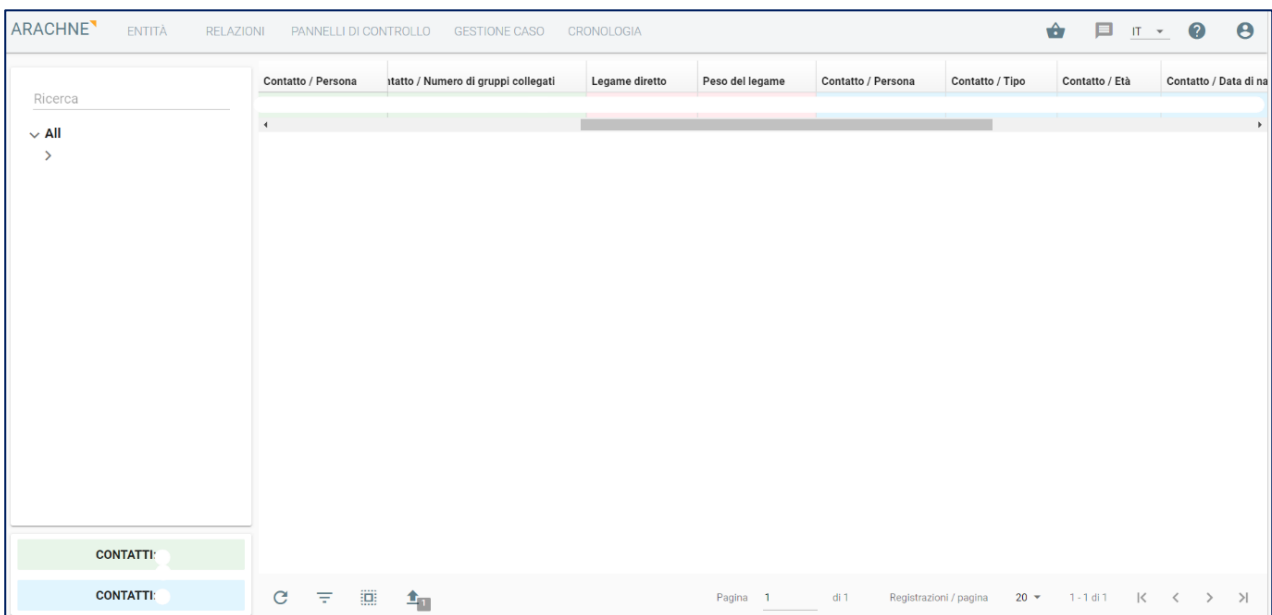 ARACHNE ENTITÀ RELAZIONI PANNELLI DI CONTROLLO GESTIONE CASO CRONOLOGIA IT
Ricerca
All
Contatto / Persona ntatto / Numero di gruppi collegati Legame diretto Peso del legame Contatto / Persona Contatto / Tipo Contatto / Età Contatto / Data di na
CONTATTI:
CONTATTI:
1 Pagina 1 di 1 Registrazioni / pagina 20 1 - 1 di 1